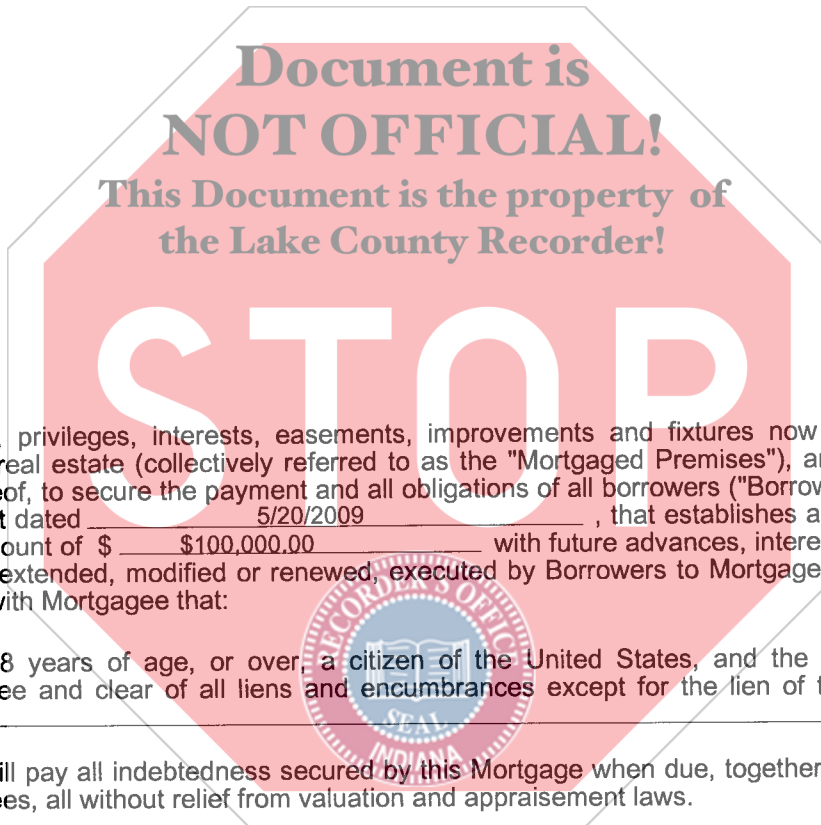 Document is
NOT OFFICIAL!
This Document is the property of
the Lake County Recorder!
STOP
privileges, interests, easements, improvements and fixtures now
real estate (collectively referred to as the "Mortgaged Premises"), a
eof, to secure the payment and all obligations of all borrowers ("Borrow
t dated 5/20/2009 , that establishes a
ount of $ $100,000.00 with future advances, intere
extended, modified or renewed, executed by Borrowers to Mortgage
with Mortgagee that:
8 years of age, or over, a citizen of the United States, and the
ee and clear of all liens and encumbrances except for the lien of t
RECORDER'S OFFIC
SEAL
INDIANA
ill pay all indebtedness secured by this Mortgage when due, together
ees, all without relief from valuation and appraisement laws.